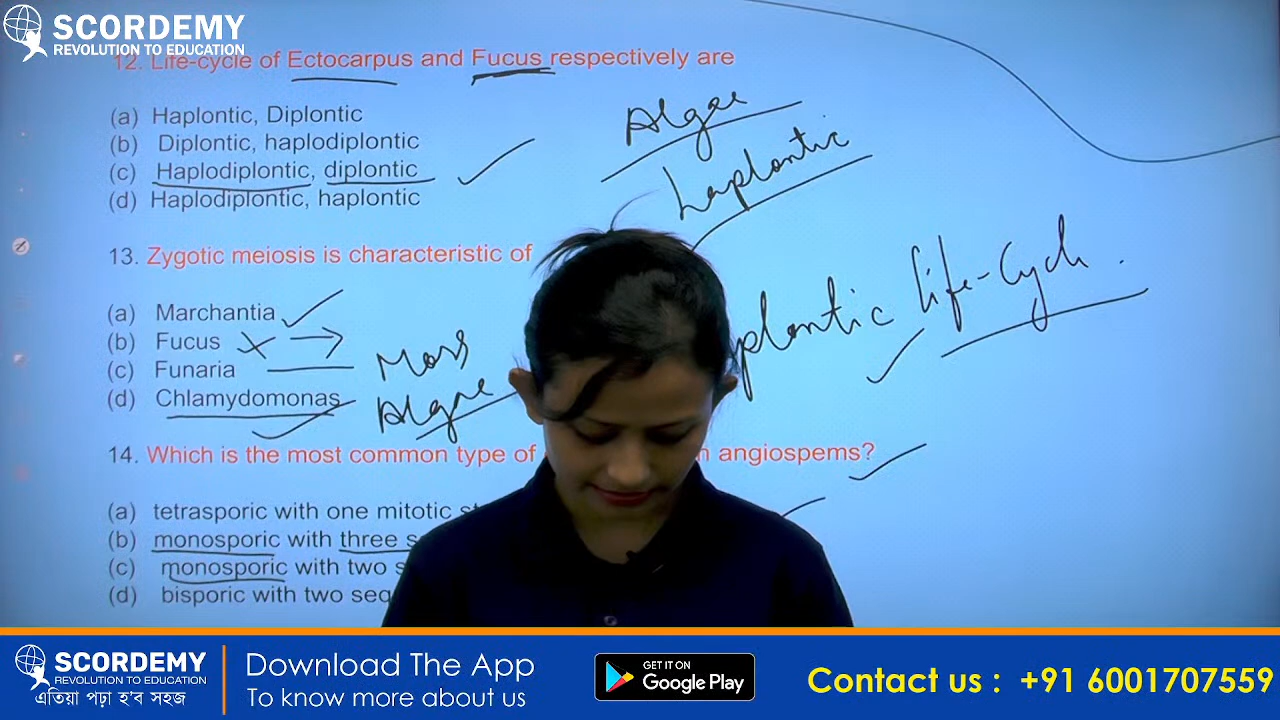 SCORDEMY
REVOLUTION TO EDUCATION
12. Life-cycle of Ectocarpus and Fucus respectively are
(a) Haplontic, Diplontic
(b) Diplontic, haplodiplontic
(c) Haplodiplontic, diplontic
(d) Haplodiplontic, haplontic
Algae
haplontic
13. Zygotic meiosis is characteristic of
(a) Marchantia
(b) Fucus
(c) Funaria
(d) Chlamydomonas
Moss
Algae
plontic life-cycle.
14. Which is the most common type of
angiospems?
(a) tetrasporic with one mitotic
(b) monosporic with three
(c) monosporic with two
(d) bisporic with two
SCORDEMY
REVOLUTION TO EDUCATION
এতিয়া পঢ়া হ'ব সহজ
Download The App
To know more about us
GET IT ON
Google Play
Contact us : +91 6001707559